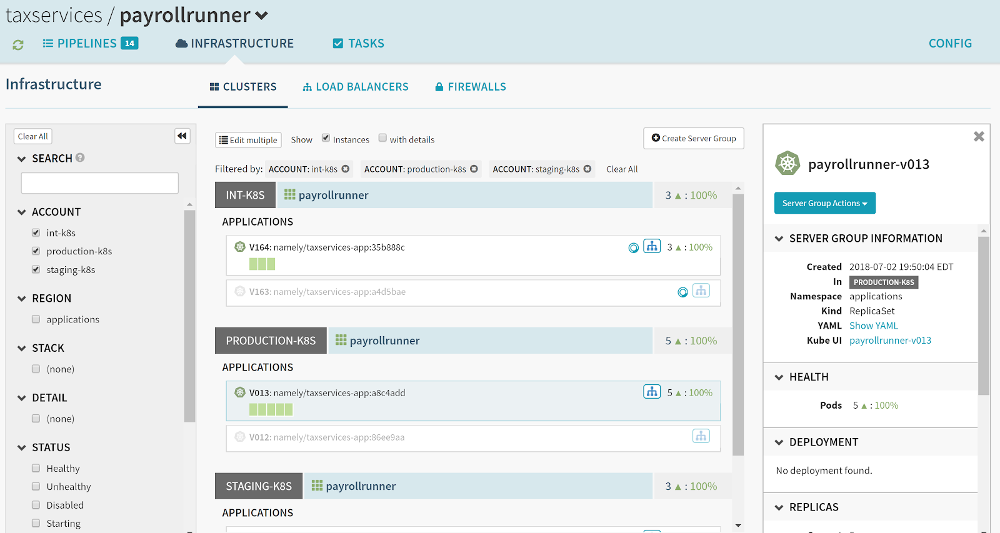 taxservices / payrollrunner
PIPELINES 14
INFRASTRUCTURE
TASKS
CONFIG
Infrastructure
CLUSTERS
LOAD BALANCERS
FIREWALLS
Clear All
SEARCH ?
ACCOUNT
int-k8s
production-k8s
staging-k8s
REGION
applications
STACK
(none)
DETAIL
(none)
STATUS
Healthy
Unhealthy
Disabled
Starting
Edit multiple Show Instances with details
Create Server Group
Filtered by: ACCOUNT: int-k8s ACCOUNT: production-k8s ACCOUNT: staging-k8s Clear All
INT-K8S payrollrunner 3 ▲ : 100%
APPLICATIONS
V164: namely/taxservices-app:35b888c 3 ▲ : 100%
V163: namely/taxservices-app:a4d5bae
PRODUCTION-K8S payrollrunner 5 ▲ : 100%
APPLICATIONS
V013: namely/taxservices-app:a8c4add 5 ▲ : 100%
V012: namely/taxservices-app:86ee9aa
STAGING-K8S payrollrunner 3 ▲ : 100%
APPLICATIONS
payrollrunner-v013
Server Group Actions
SERVER GROUP INFORMATION
Created 2018-07-02 19:50:04 EDT
In PRODUCTION-K8S
Namespace applications
Kind ReplicaSet
YAML Show YAML
Kube UI payrollrunner-v013
HEALTH
Pods 5 ▲ : 100%
DEPLOYMENT
No deployment found.
REPLICAS